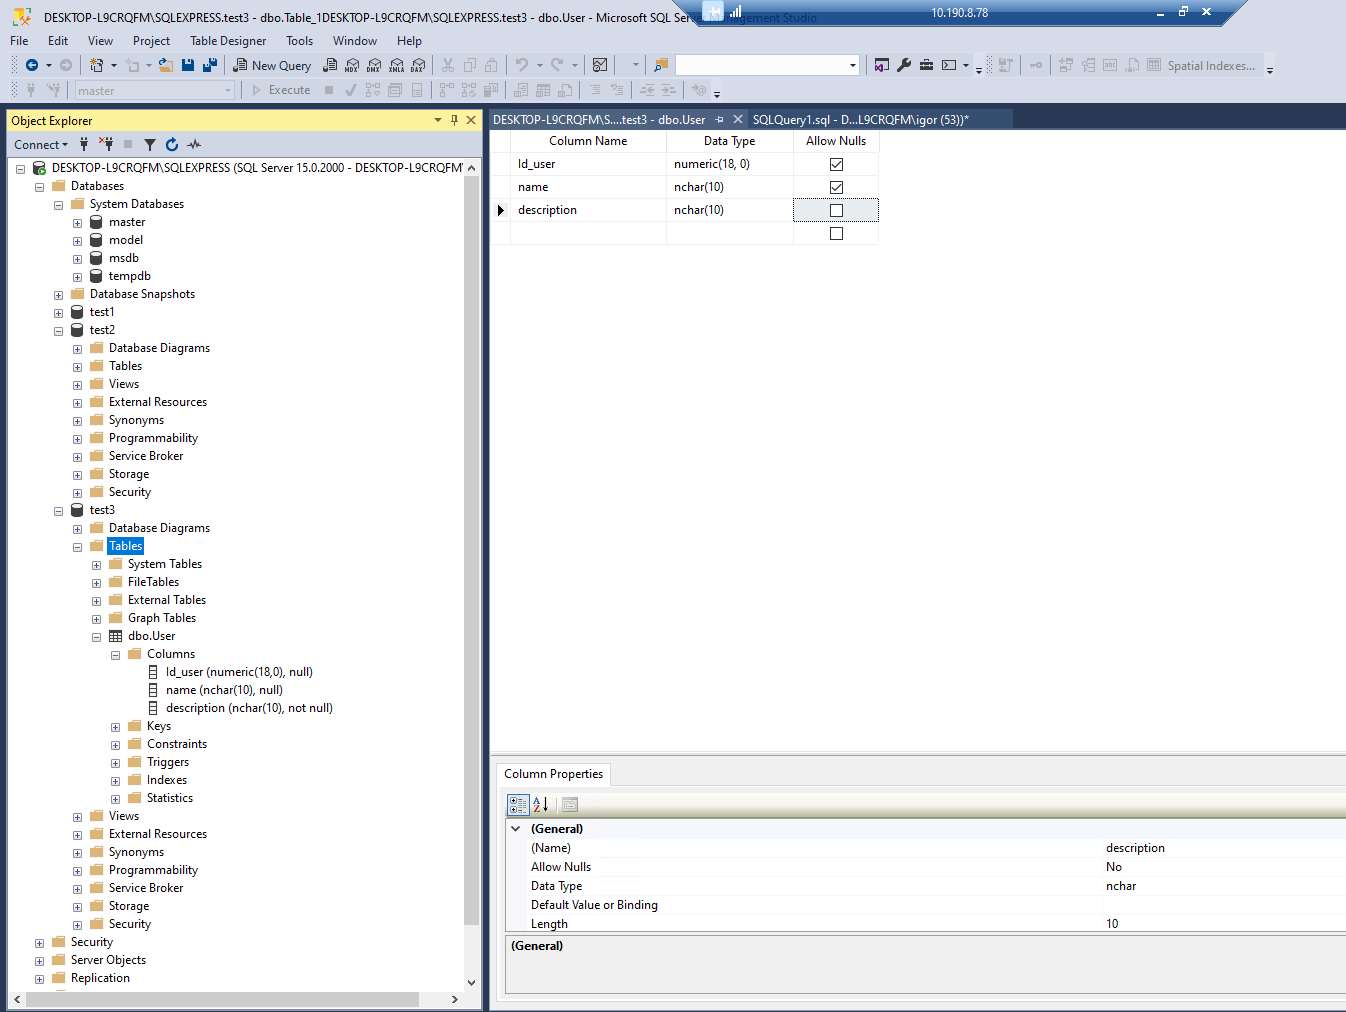 DESKTOP-L9CRQFM\SQLEXPRESS.test3 - dbo.Table_1DESKTOP-L9CRQFM\SQLEXPRESS.test3 - dbo.User - Microsoft SQL Server Management Studio
10.190.8.78
File Edit View Project Table Designer Tools Window Help
New Query MDX DMX XMLA DAX Spatial Indexes...
master Execute
Object Explorer
DESKTOP-L9CRQFM\S....test3 - dbo.User
SQLQuery1.sql - D...L9CRQFM\igor (53))*
Connect
DESKTOP-L9CRQFM\SQLEXPRESS (SQL Server 15.0.2000 - DESKTOP-L9CRQFM\
Databases
System Databases
master
model
msdb
tempdb
Database Snapshots
test1
test2
Database Diagrams
Tables
Views
External Resources
Synonyms
Programmability
Service Broker
Storage
Security
test3
Database Diagrams
Tables
System Tables
FileTables
External Tables
Graph Tables
dbo.User
Columns
Id_user (numeric(18,0), null)
name (nchar(10), null)
description (nchar(10), not null)
Keys
Constraints
Triggers
Indexes
Statistics
Views
External Resources
Synonyms
Programmability
Service Broker
Storage
Security
Security
Server Objects
Replication
Column Name Data Type Allow Nulls
Id_user numeric(18, 0)
name nchar(10)
description nchar(10)
Column Properties
(General)
(Name) description
Allow Nulls No
Data Type nchar
Default Value or Binding
Length 10
(General)